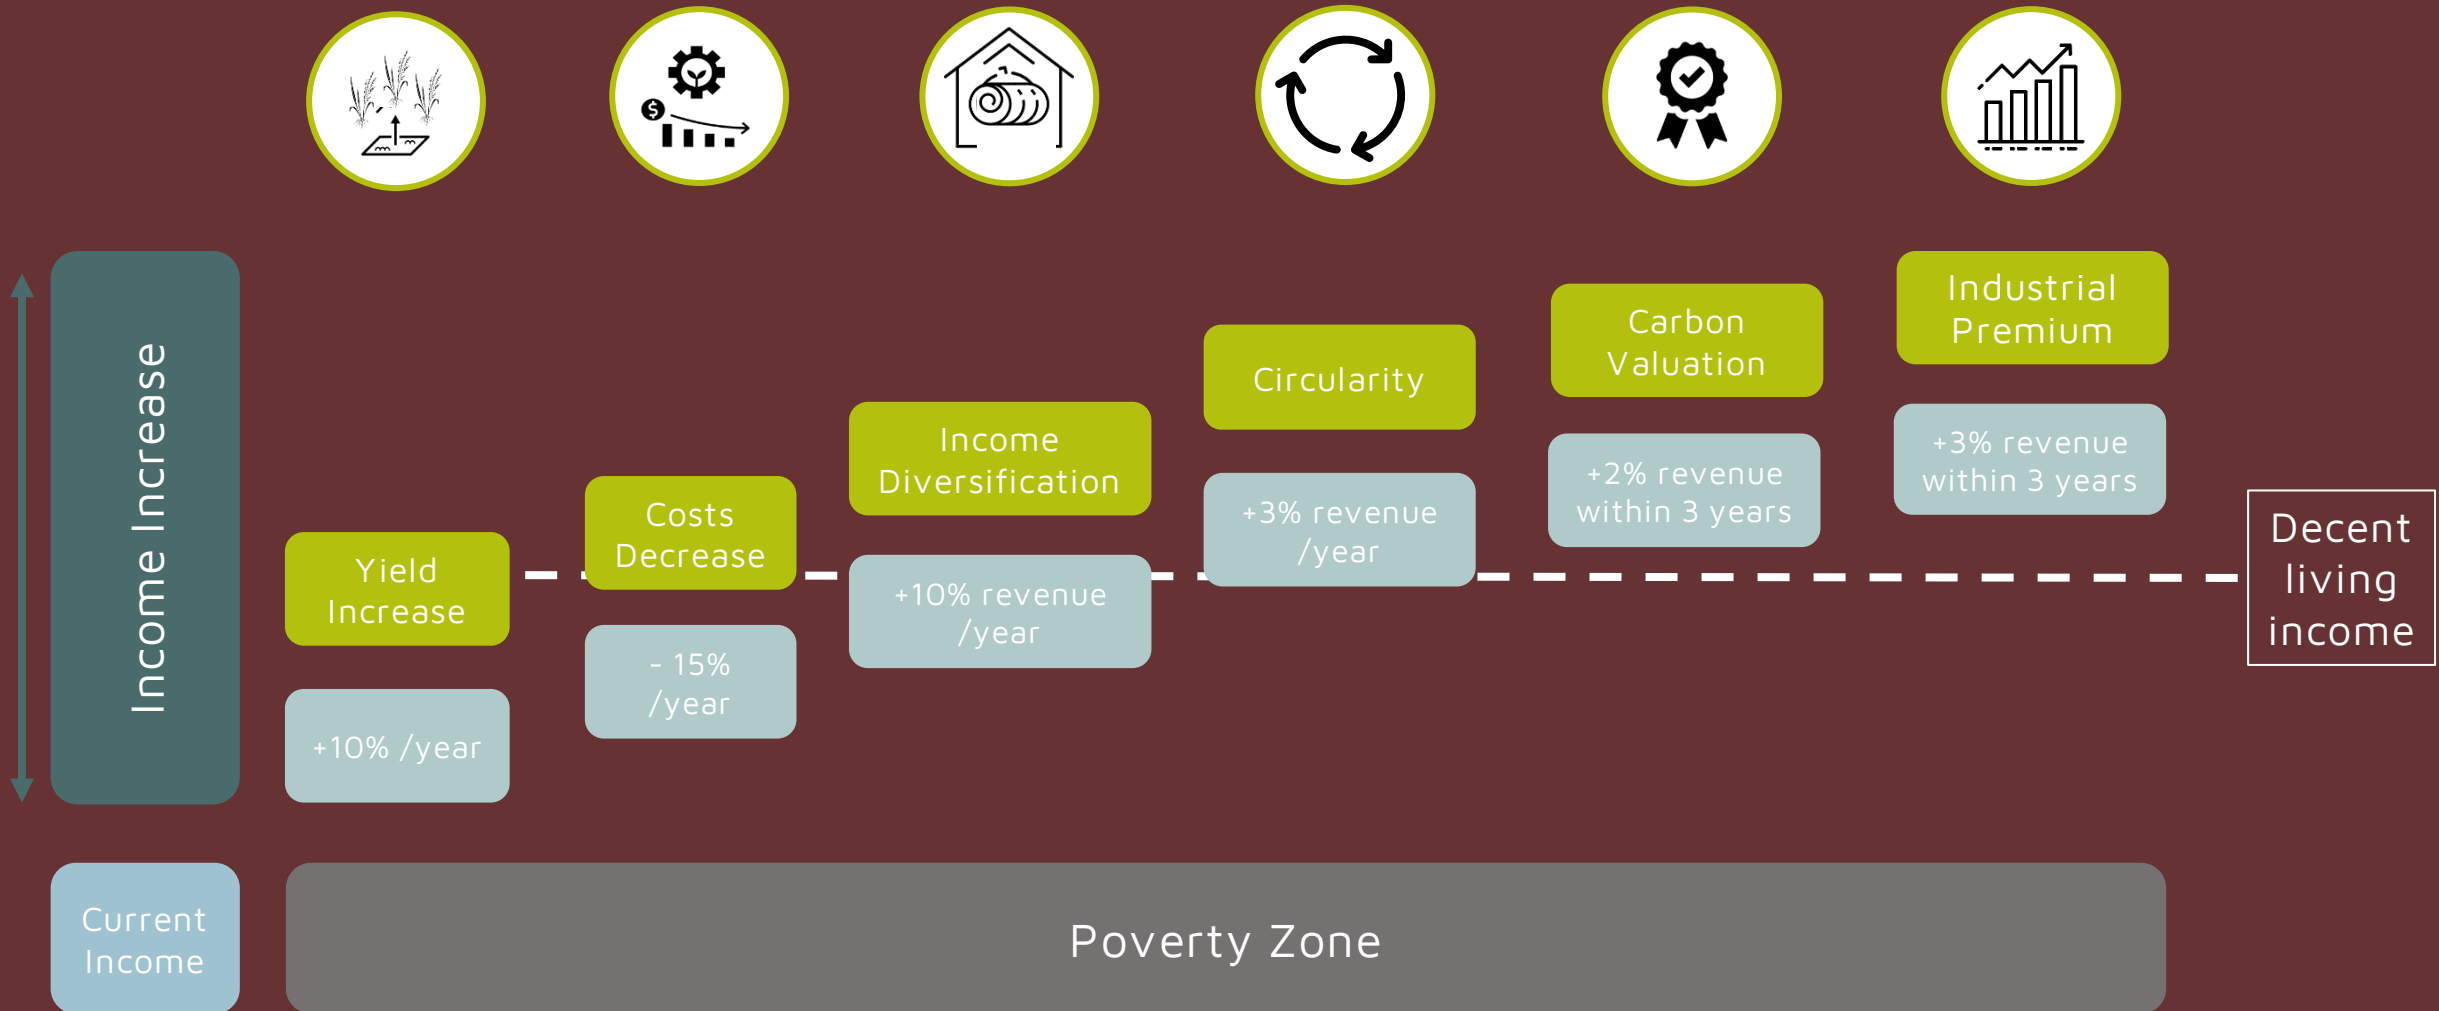 Income Increase
Yield
Increase
+10% /year
Costs
Decrease
- 15%
/year
Income
Diversification
+10% revenue
/year
Circularity
+3% revenue
/year
Carbon
Valuation
+2% revenue
within 3 years
Industrial
Premium
+3% revenue
within 3 years
Decent
living
income
Current
Income
Poverty Zone